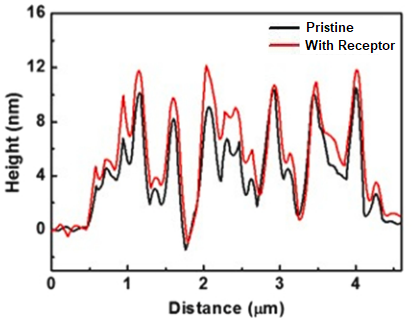 Pristine
With Receptor
16
12
8
4
0
Height (nm)
0 1 2 3 4
Distance (μm)